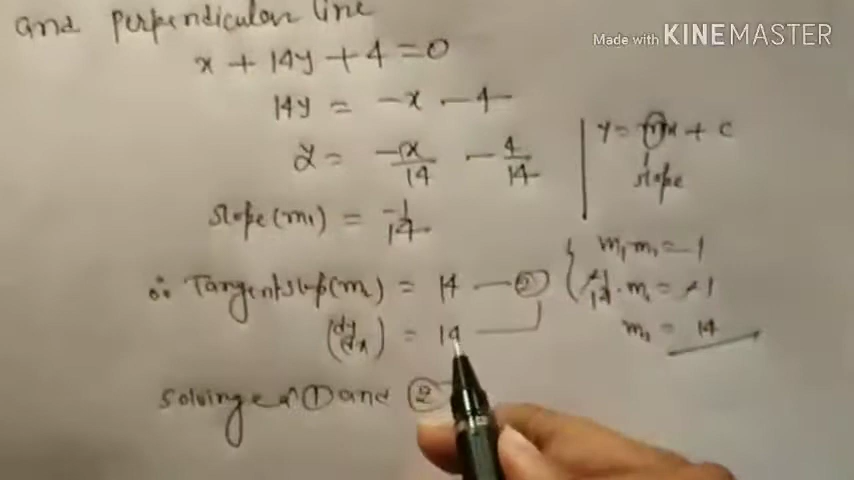 and perpendicular line
Made with KINEMASTER
x + 14y + 4 = 0
14y = -x - 4
y = -x/14 - 4/14
y = mx + c
slope
slope(m₁) = -1/14
m₁ m₂ = -1
∴ Tangent slop(m₂) = 14 — ②
-1/14 · m₂ = -1
(dy/dx) = 14
m₂ = 14
solving eqⁿ ① and ②